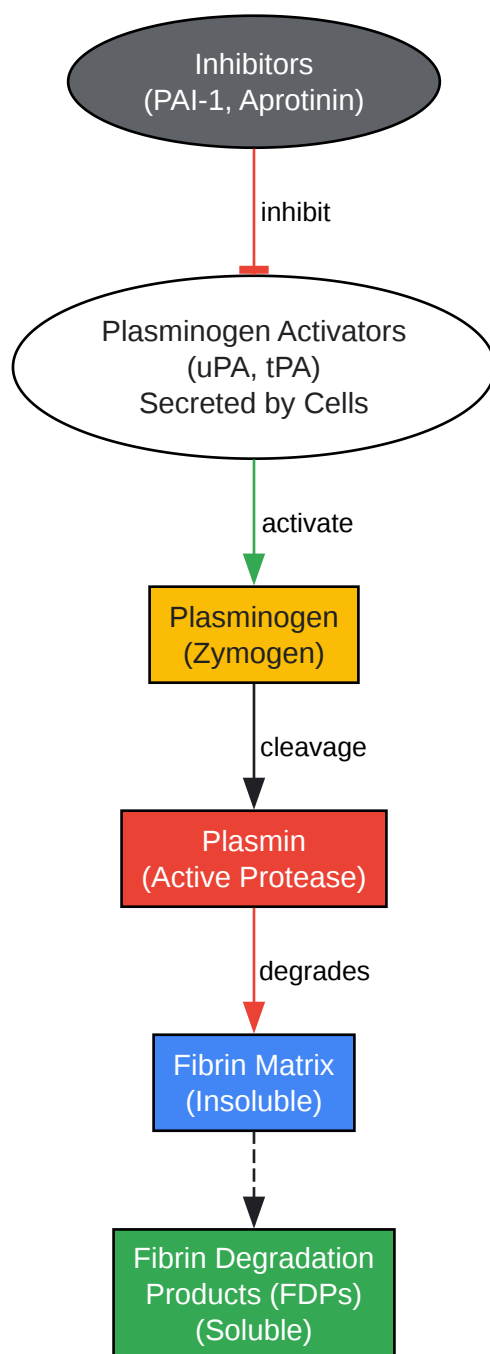 Inhibitors
(PAI-1, Aprotinin)
inhibit
Plasminogen Activators
(uPA, tPA)
Secreted by Cells
activate
Plasminogen
(Zymogen)
cleavage
Plasmin
(Active Protease)
degrades
Fibrin Matrix
(Insoluble)
Fibrin Degradation
Products (FDPs)
(Soluble)